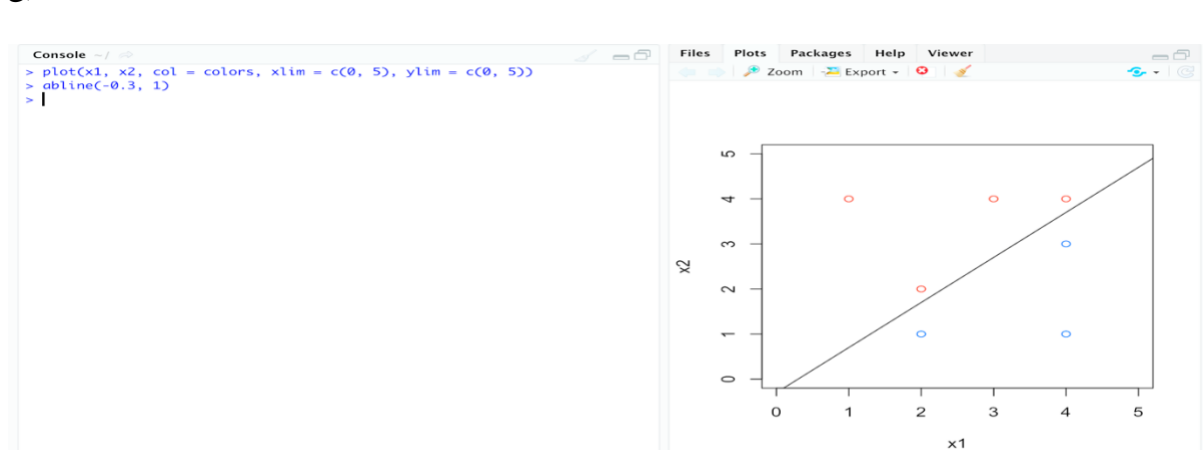 Console ~/
> plot(x1, x2, col = colors, xlim = c(0, 5), ylim = c(0, 5))
> abline(-0.3, 1)
>
Files Plots Packages Help Viewer
Zoom Export
5
4
3
2
1
0
x2
0 1 2 3 4 5
x1